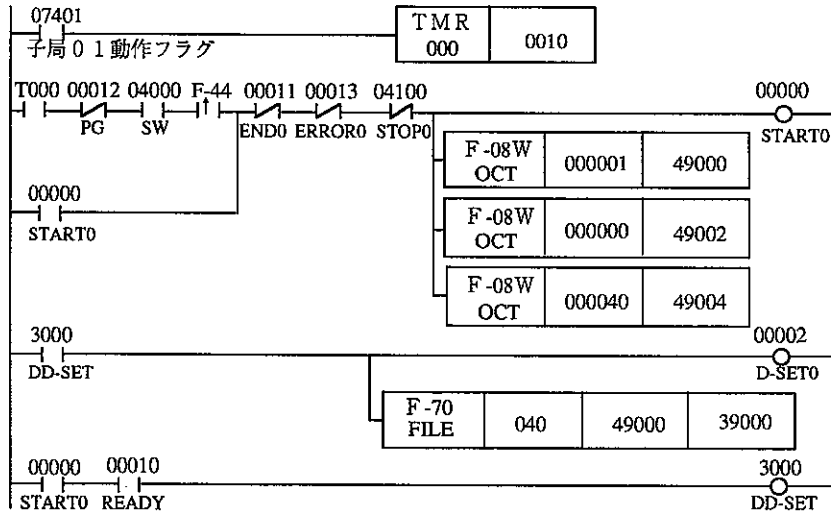 07401
子局０１動作フラグ
TMR
000
0010
T000 00012 04000 F-44 00011 00013 04100 00000
PG SW END0 ERROR0 STOP0 START0
F-08W
OCT
000001
49000
00000
START0
F-08W
OCT
000000
49002
F-08W
OCT
000040
49004
3000 00002
DD-SET D-SET0
F-70
FILE
040
49000
39000
00000 00010 3000
START0 READY DD-SET